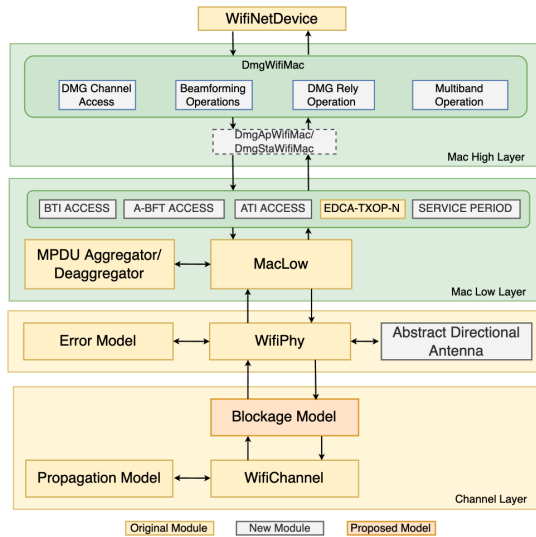 WifiNetDevice
DmgWifiMac
DMG Channel
Access
Beamforming
Operations
DMG Rely
Operation
Multiband
Operation
DmgApWifiMac/
DmgStaWifiMac
Mac High Layer
BTI ACCESS
A-BFT ACCESS
ATI ACCESS
EDCA-TXOP-N
SERVICE PERIOD
MPDU Aggregator/
Deaggregator
MacLow
Mac Low Layer
Error Model
WifiPhy
Abstract Directional
Antenna
Blockage Model
Propagation Model
WifiChannel
Channel Layer
Original Module
New Module
Proposed Model